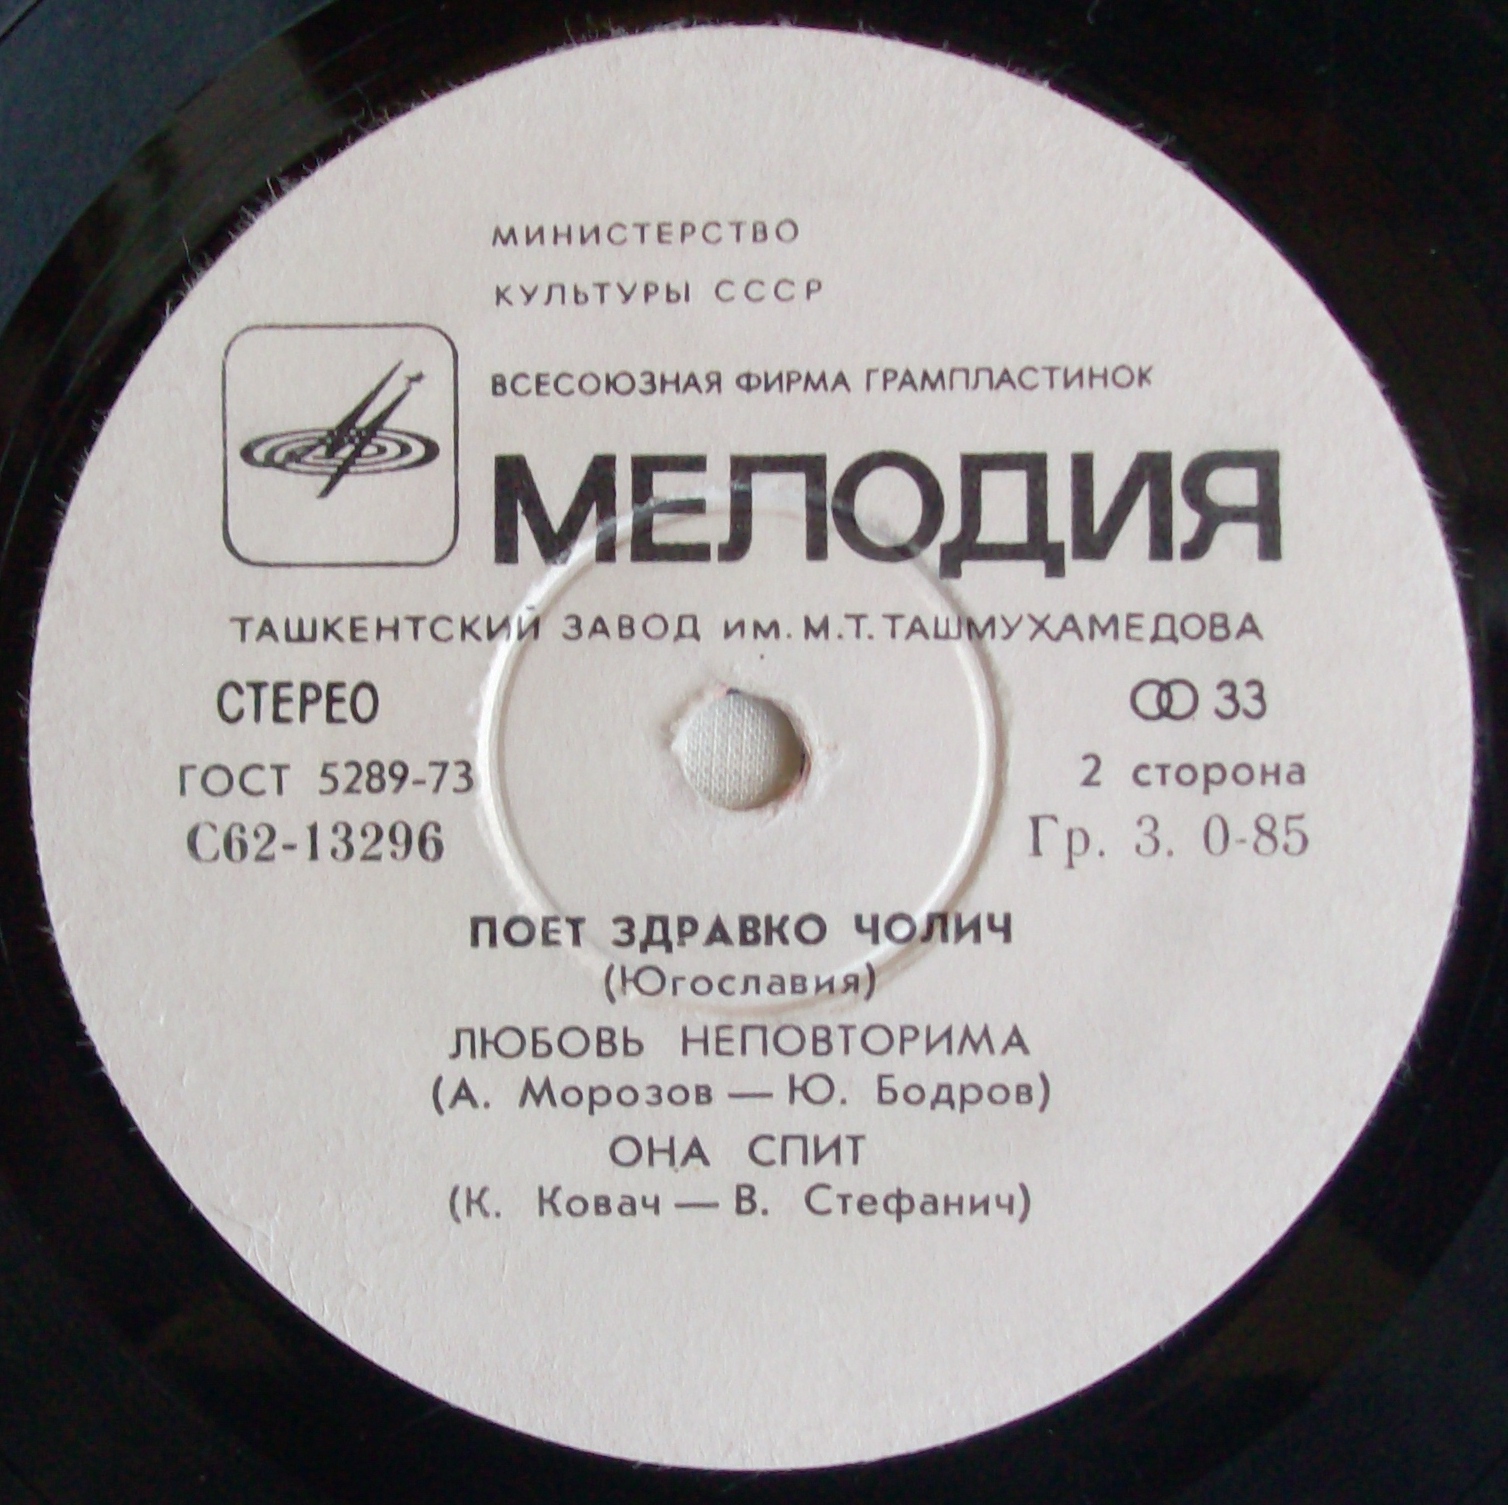 МИНИСТЕРСТВО
КУЛЬТУРЫ СССР
ВСЕСОЮЗНАЯ ФИРМА ГРАМПЛАСТИНОК
МЕЛОДИЯ
ТАШКЕНТСКИЙ ЗАВОД им. М.Т. ТАШМУХАМЕДОВА
СТЕРЕО 33
ГОСТ 5289-73 2 сторона
С62-13296 Гр. 3. 0-85
ПОЕТ ЗДРАВКО ЧОЛИЧ
(Югославия)
ЛЮБОВЬ НЕПОВТОРИМА
(А. Морозов — Ю. Бодров)
ОНА СПИТ
(К. Ковач — В. Стефанич)